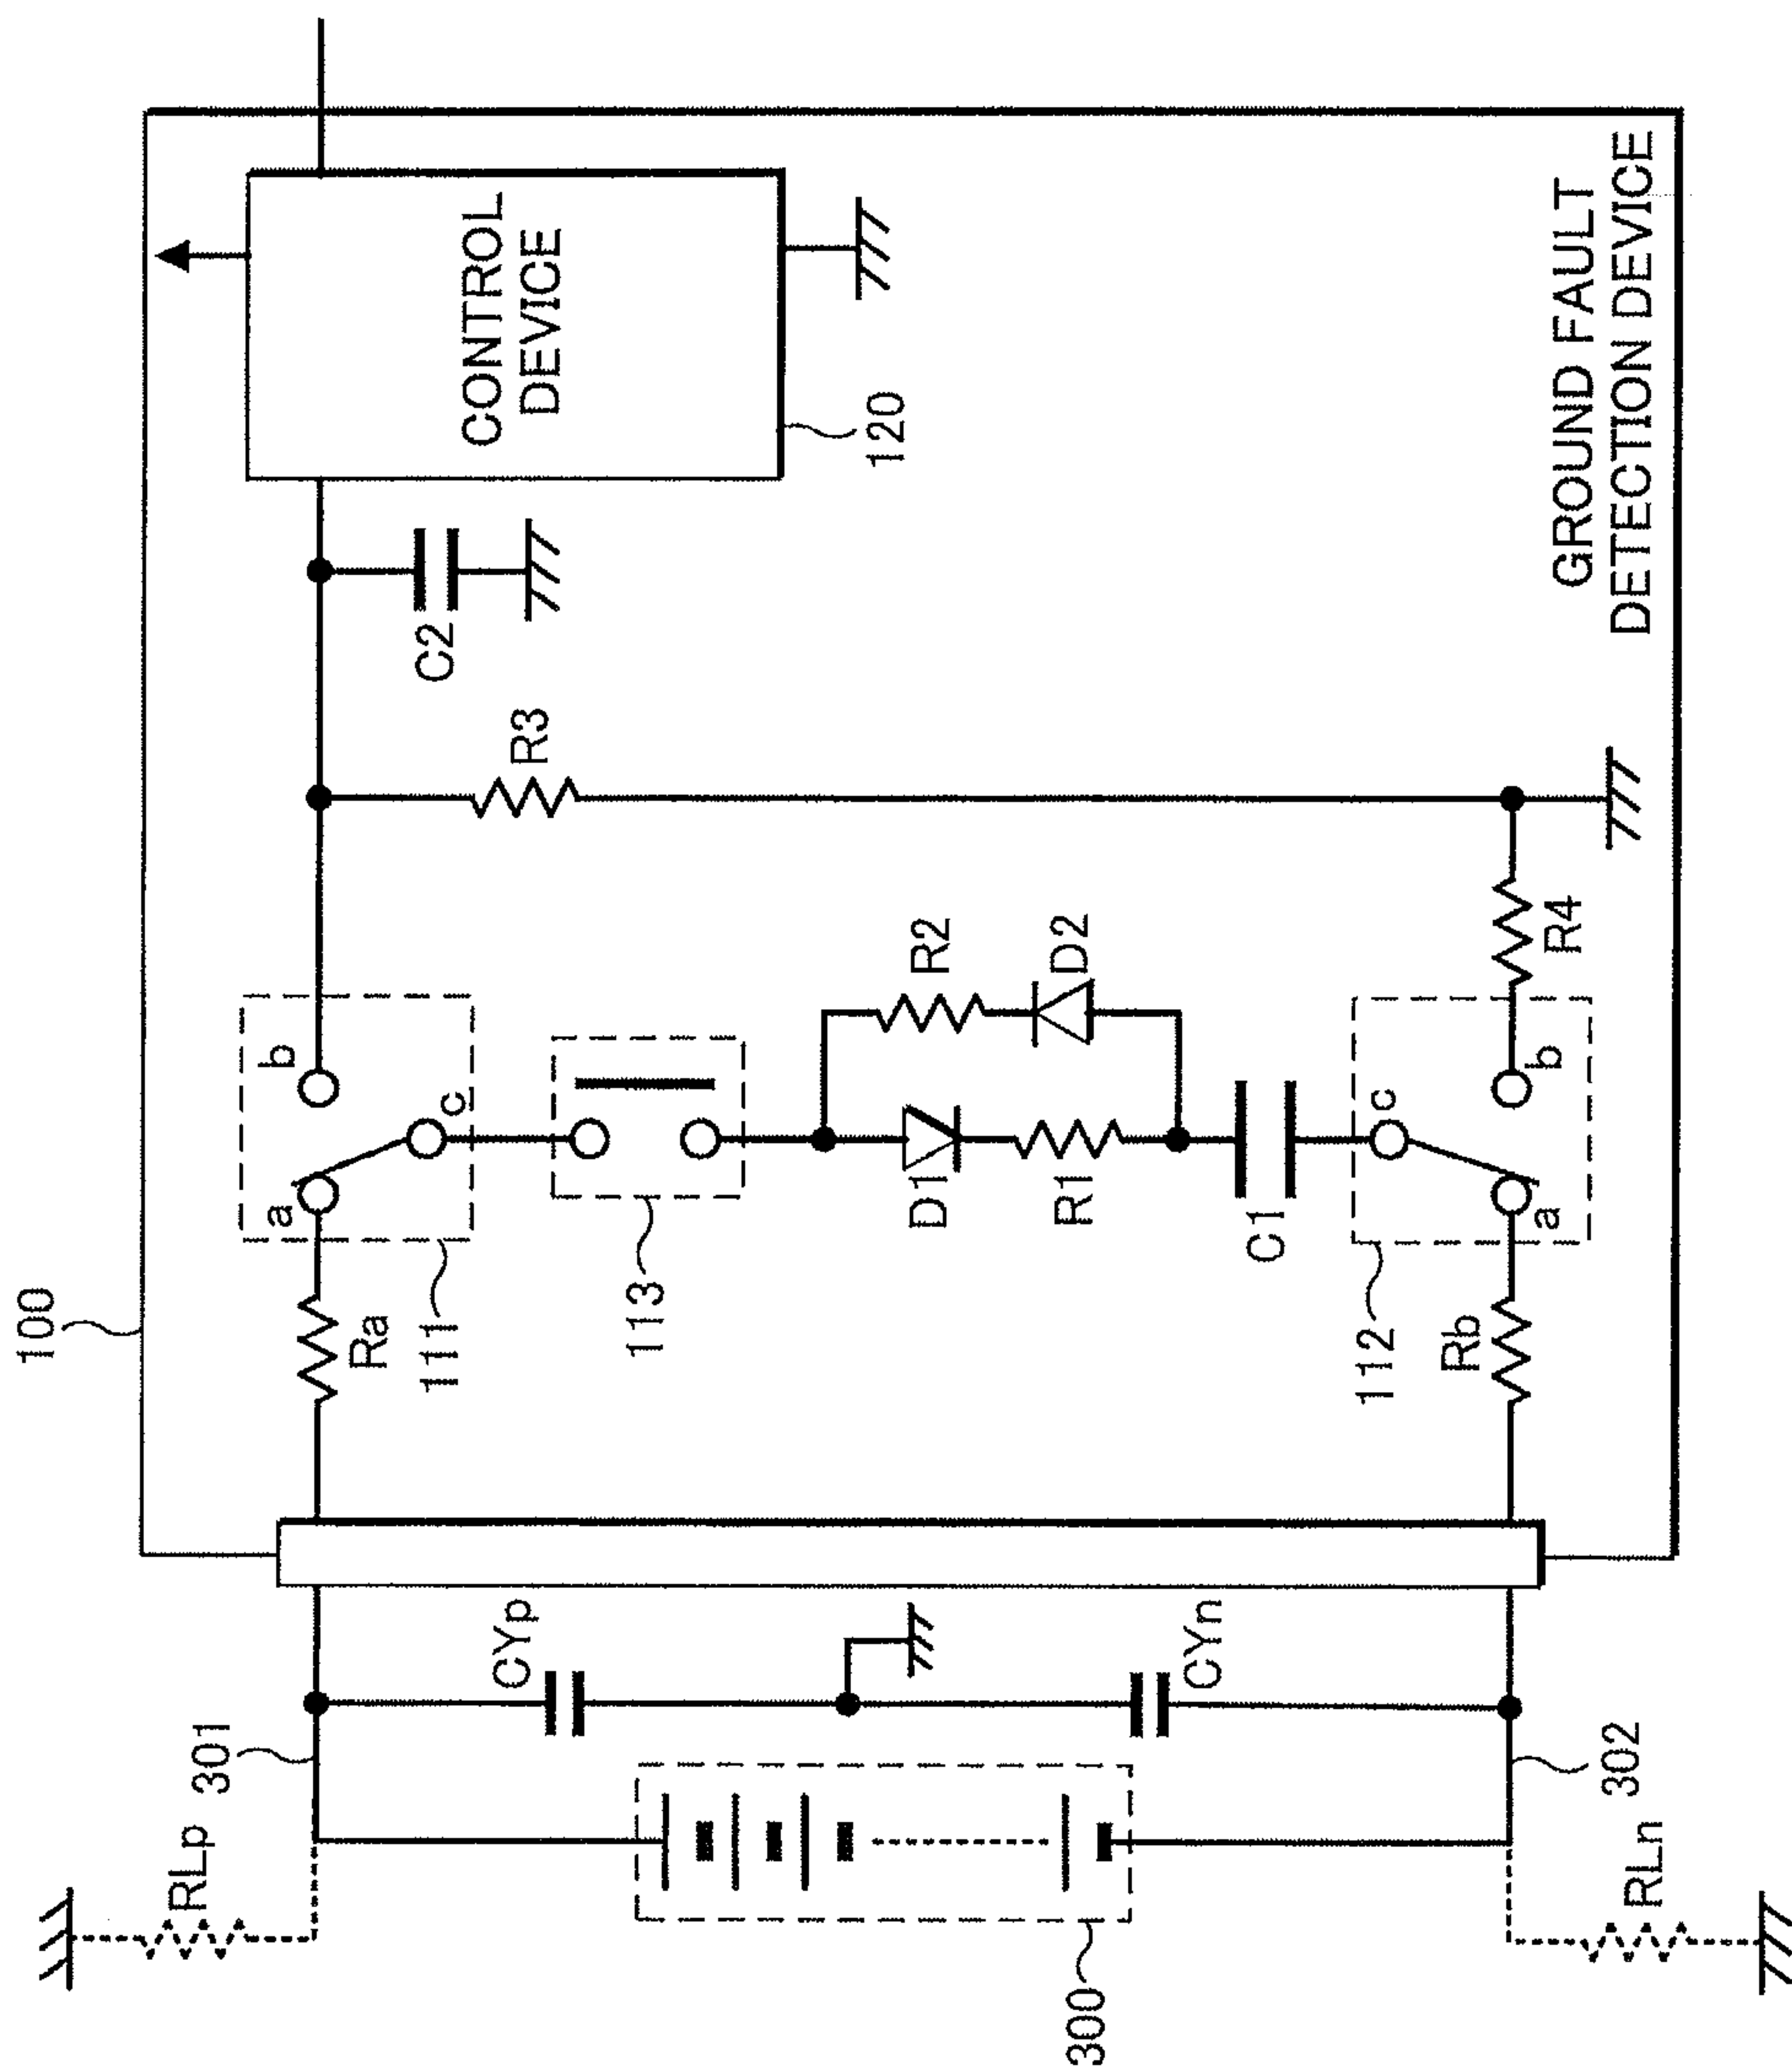 100
CONTROL
DEVICE
120
C2
R3
b
a
c
Ra
111
113
R2
D2
D1
R1
C1
c
b
a
112
Rb
R4
GROUND FAULT
DETECTION DEVICE
301
302
CYp
CYn
RLp
RLn
300